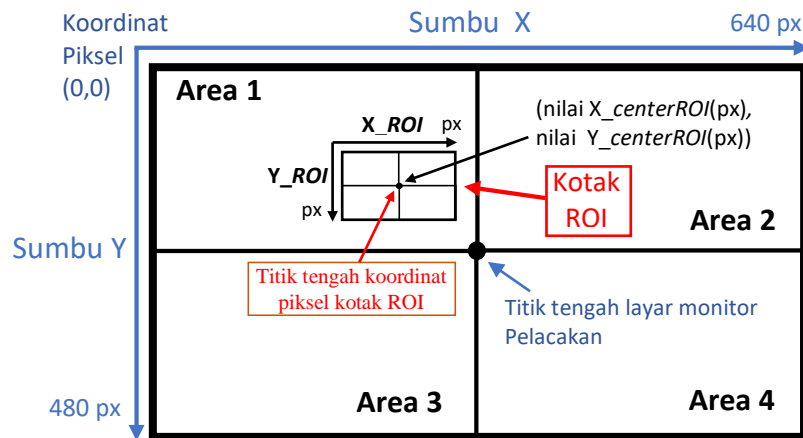 Koordinat
Piksel
(0,0)
Sumbu X
640 px
Area 1
X_ROI px
(nilai X_centerROI(px),
nilai Y_centerROI(px))
Y_ROI
px
Kotak
ROI
Area 2
Sumbu Y
Titik tengah koordinat
piksel kotak ROI
Titik tengah layar monitor
Pelacakan
Area 3
Area 4
480 px